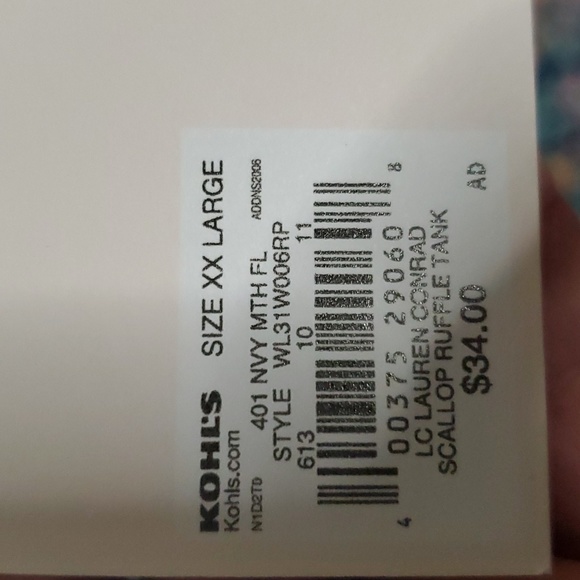 KOHL'S SIZE XX LARGE
Kohls.com
N1D2T0 401 NVY MTH FL ADDNS2006
STYLE WL31W006RP
613 10 11
4 00375 29060 8
LC LAUREN CONRAD
SCALLOP RUFFLE TANK
$34.00 AD